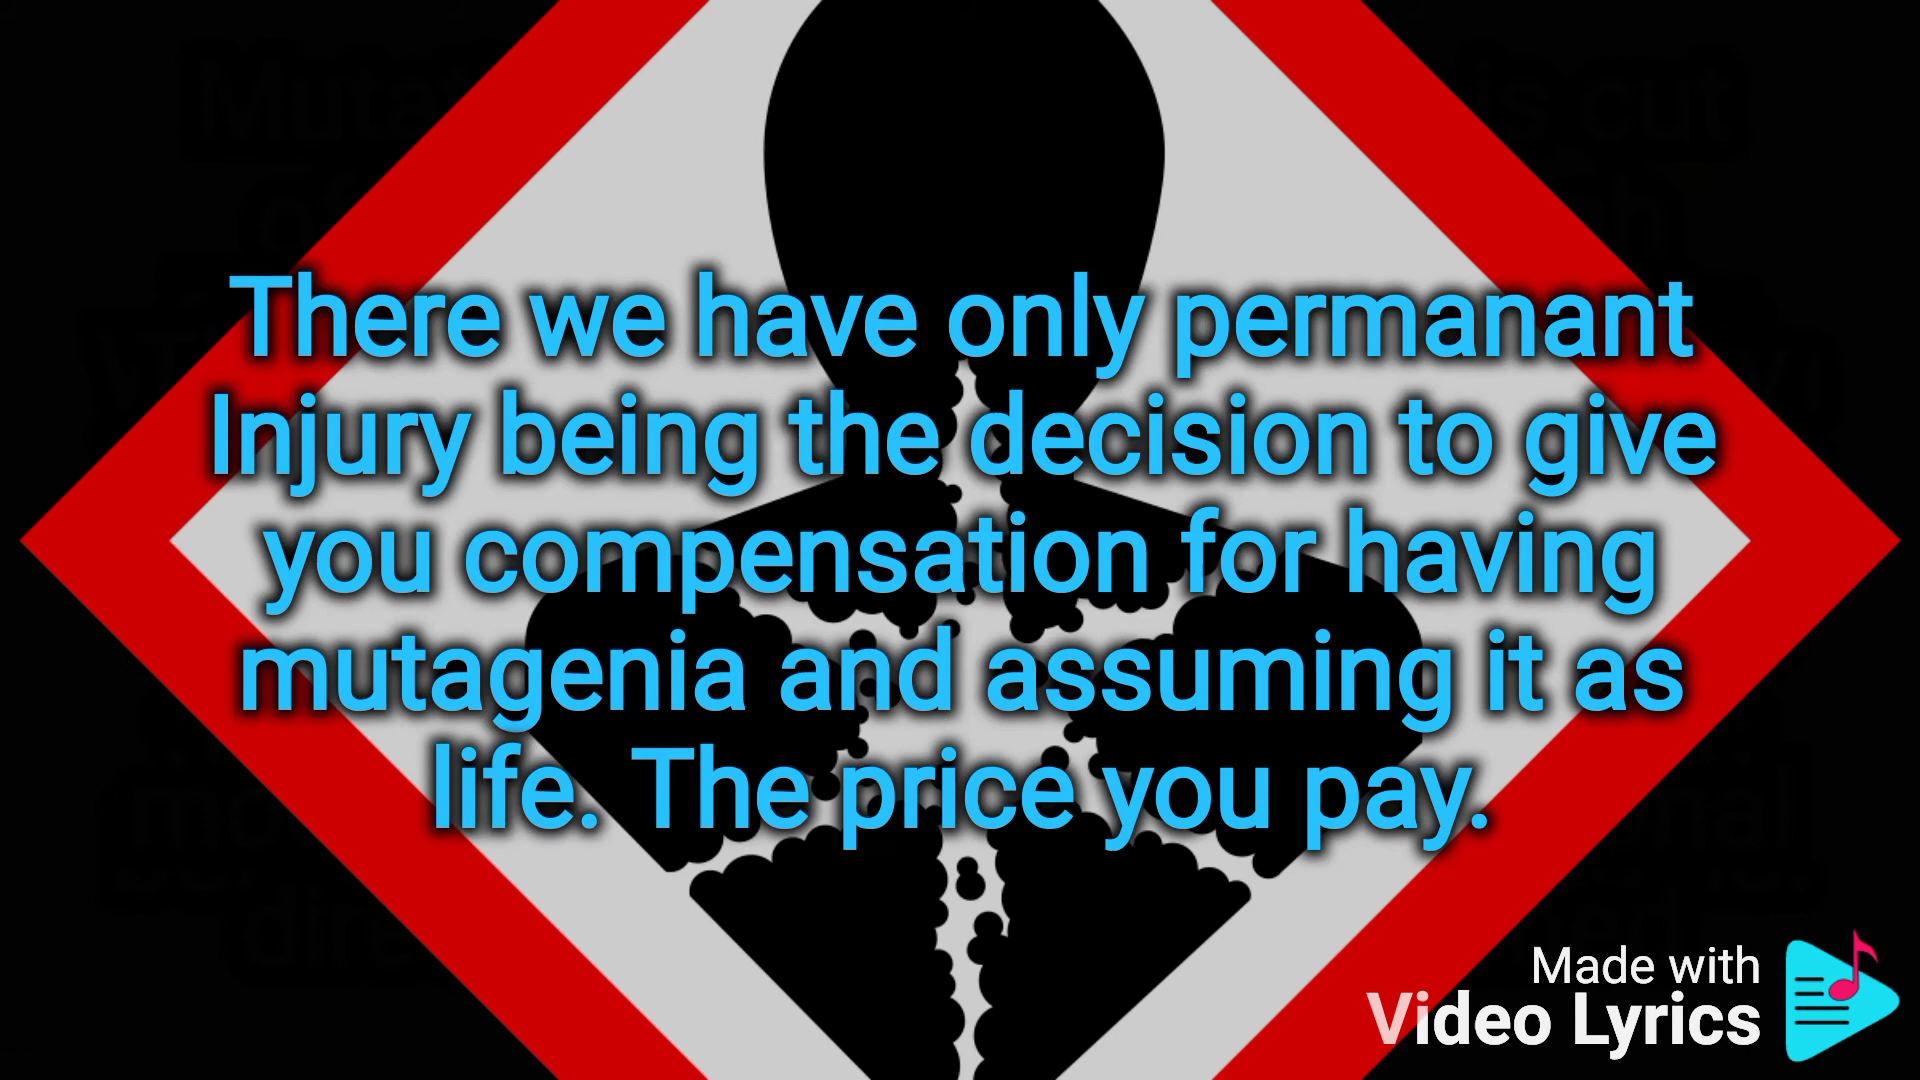 There we have only permanant
Injury being the decision to give
you compensation for having
mutagenia and assuming it as
life. The price you pay.
Made with
Video Lyrics